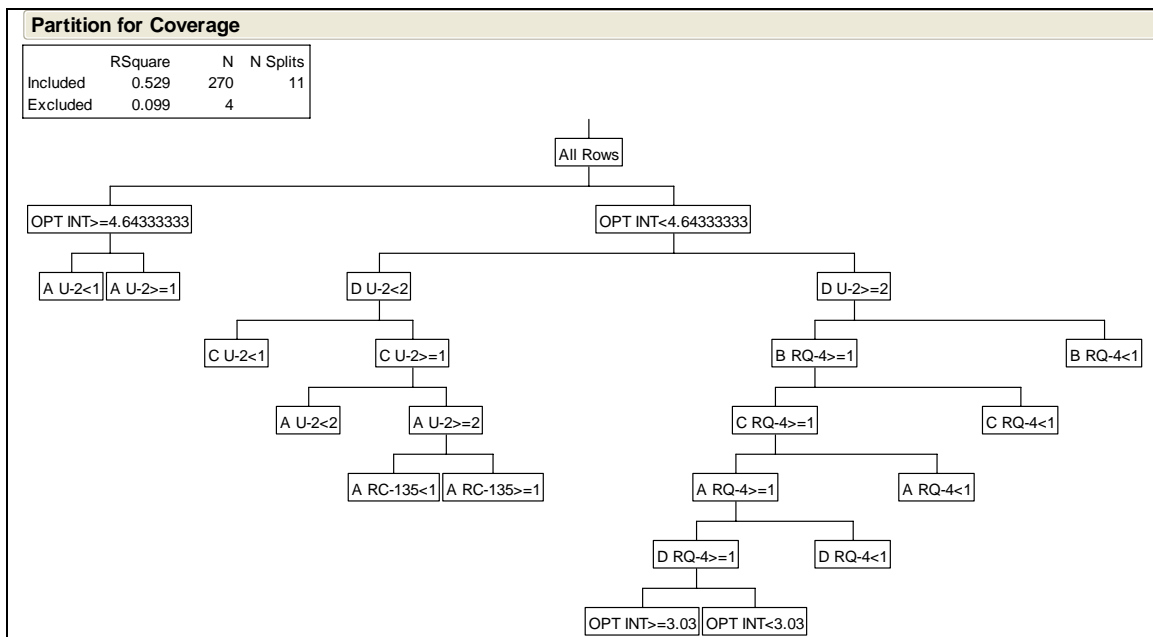 Partition for Coverage
RSquare N N Splits
Included 0.529 270 11
Excluded 0.099 4
All Rows
OPT INT>=4.64333333 OPT INT<4.64333333
A U-2<1 A U-2>=1 D U-2<2 D U-2>=2
C U-2<1 C U-2>=1 B RQ-4>=1 B RQ-4<1
A U-2<2 A U-2>=2 C RQ-4>=1 C RQ-4<1
A RC-135<1 A RC-135>=1 A RQ-4>=1 A RQ-4<1
D RQ-4>=1 D RQ-4<1
OPT INT>=3.03 OPT INT<3.03